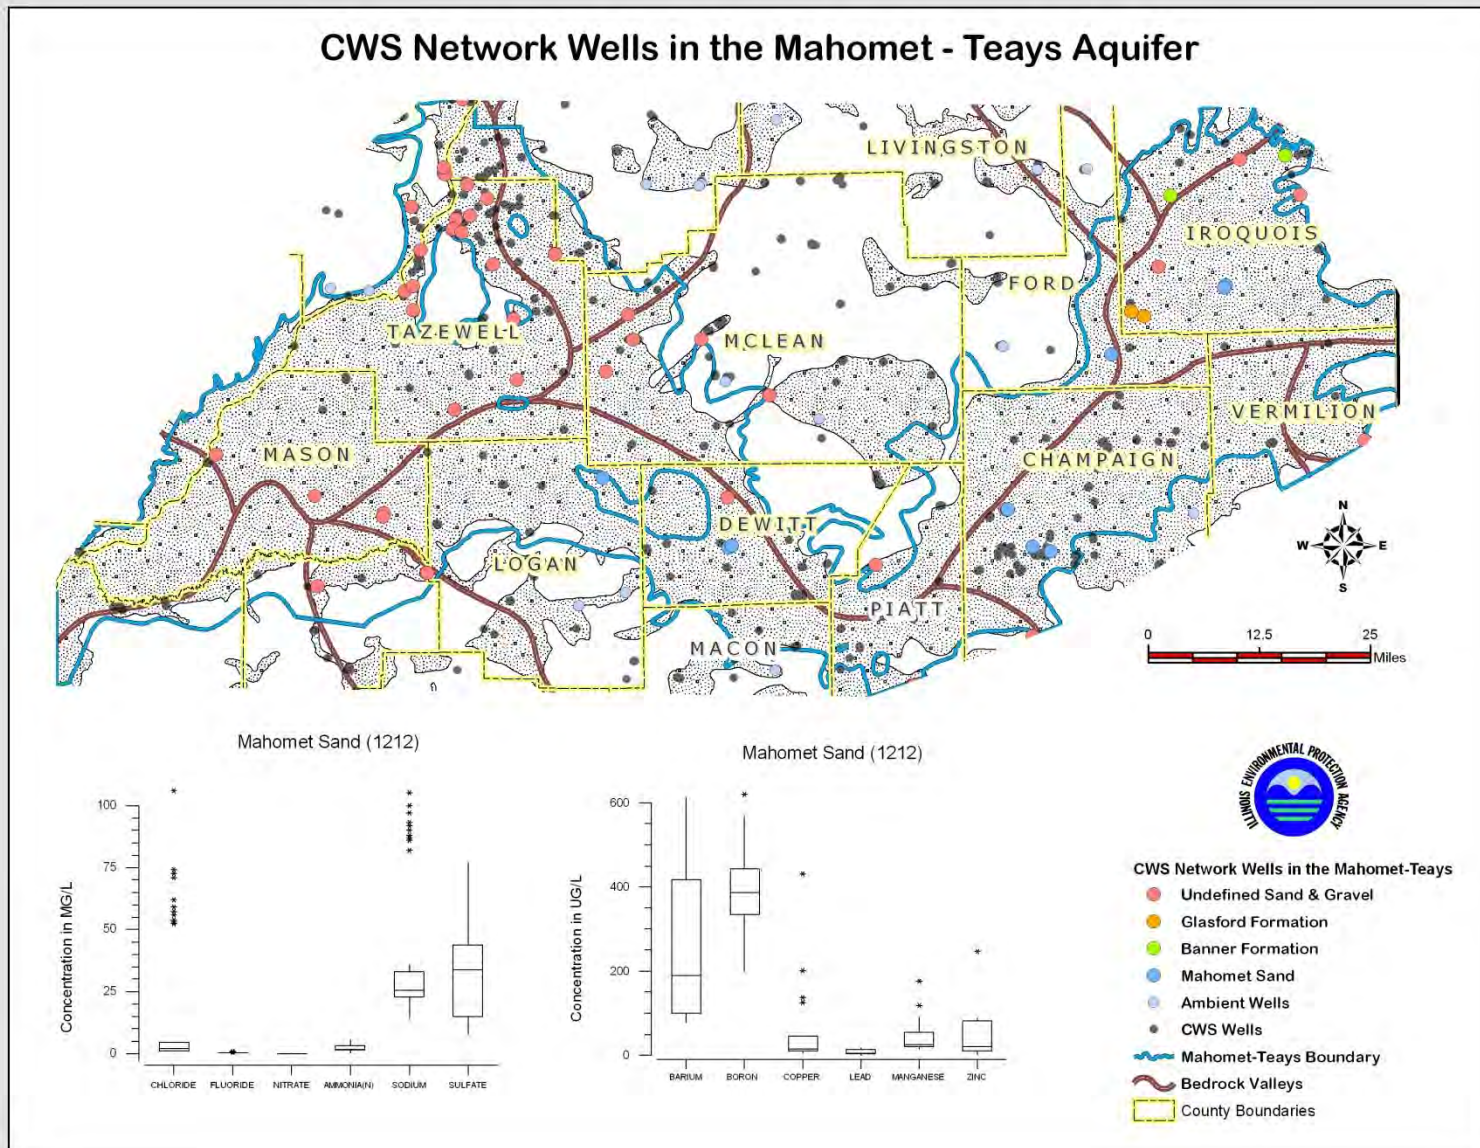 CWS Network Wells in the Mahomet - Teays Aquifer
LIVINGSTON
IROQUOIS
FORD
TAZEWELL
MCLEAN
VERMILION
MASON
CHAMPAIGN
DEWITT
LOGAN
PIATT
MACON
N
W E
S
0 12.5 25
Miles
Mahomet Sand (1212)
Concentration in MG/L
100
75
50
25
0
CHLORIDE FLUORIDE NITRATE AMMONIA(N) SODIUM SULFATE
Mahomet Sand (1212)
Concentration in UG/L
600
400
200
0
BARIUM BORON COPPER LEAD MANGANESE ZINC
ILLINOIS ENVIRONMENTAL PROTECTION AGENCY
CWS Network Wells in the Mahomet-Teays
Undefined Sand & Gravel
Glasford Formation
Banner Formation
Mahomet Sand
Ambient Wells
CWS Wells
Mahomet-Teays Boundary
Bedrock Valleys
County Boundaries